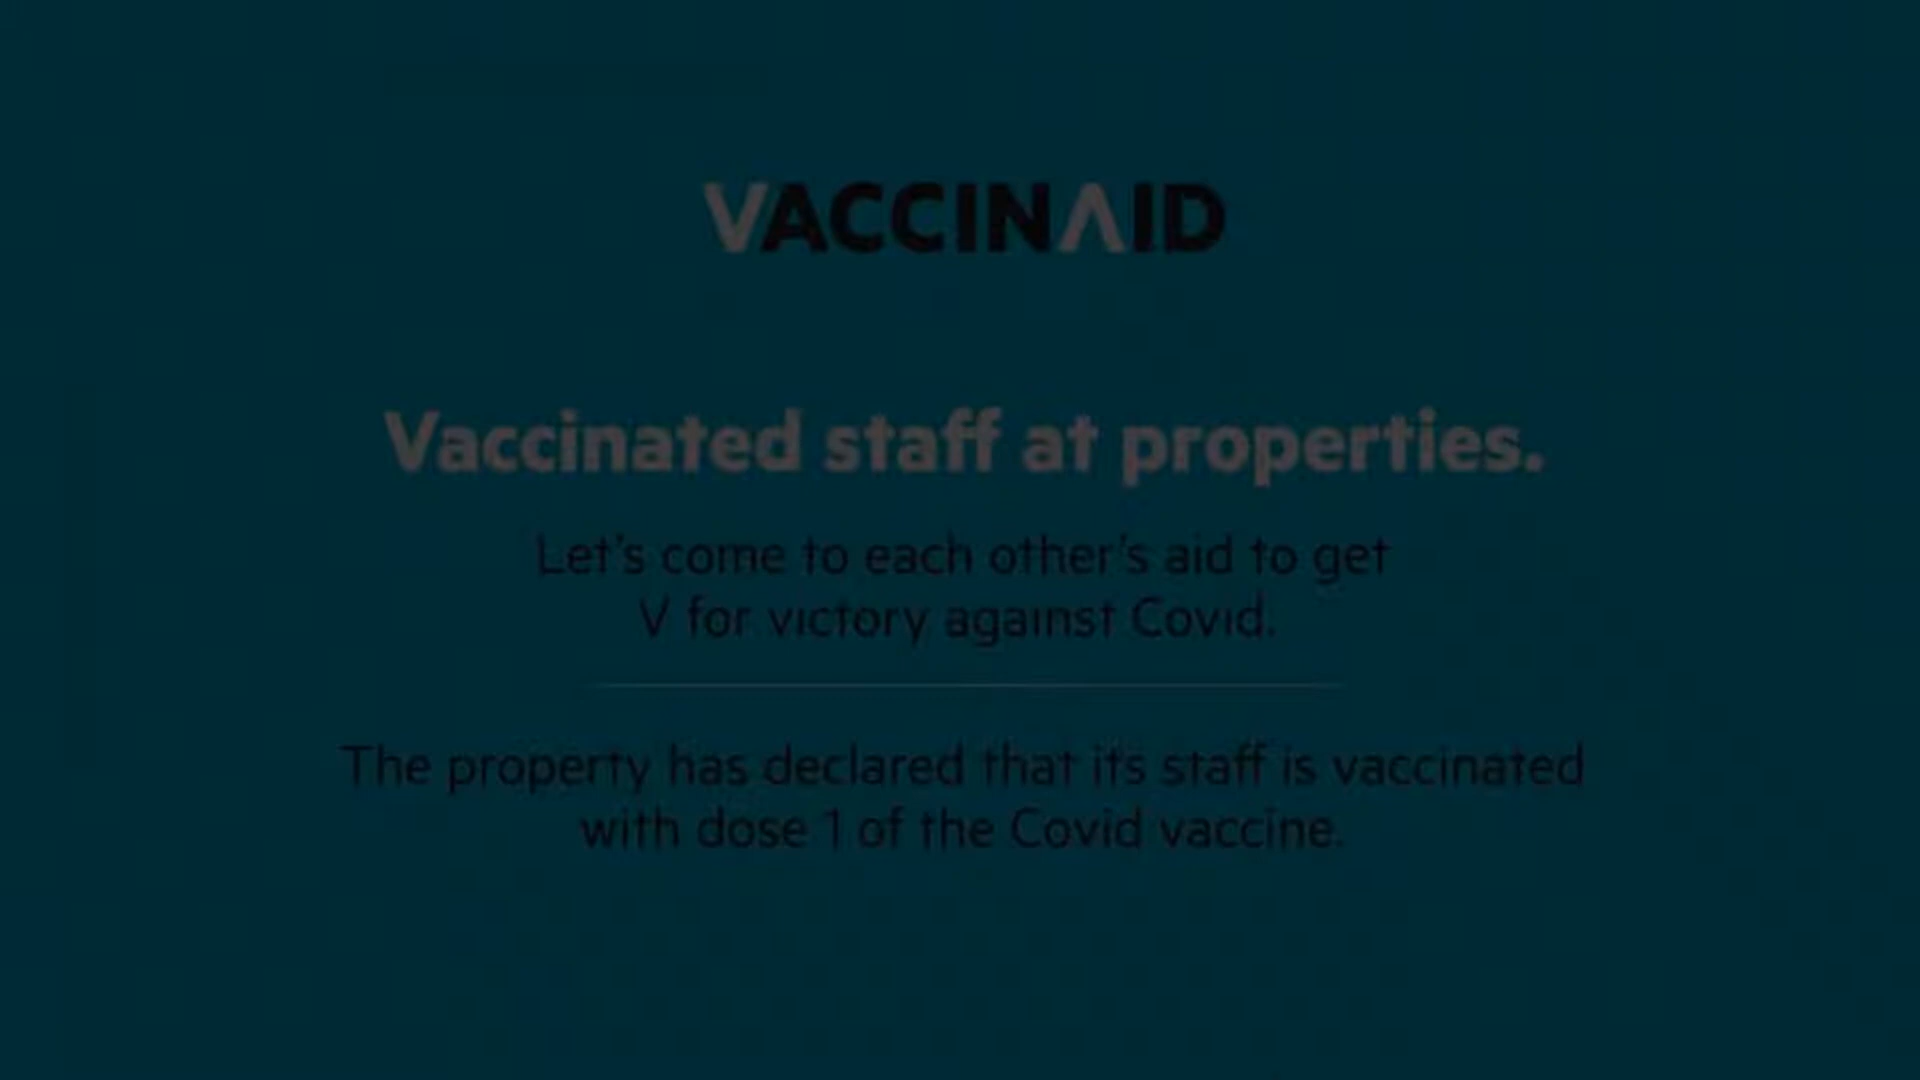 VACCINAID
Vaccinated staff at properties.
Let's come to each other's aid to get
V for victory against Covid.
The property has declared that its staff is vaccinated
with dose 1 of the Covid vaccine.